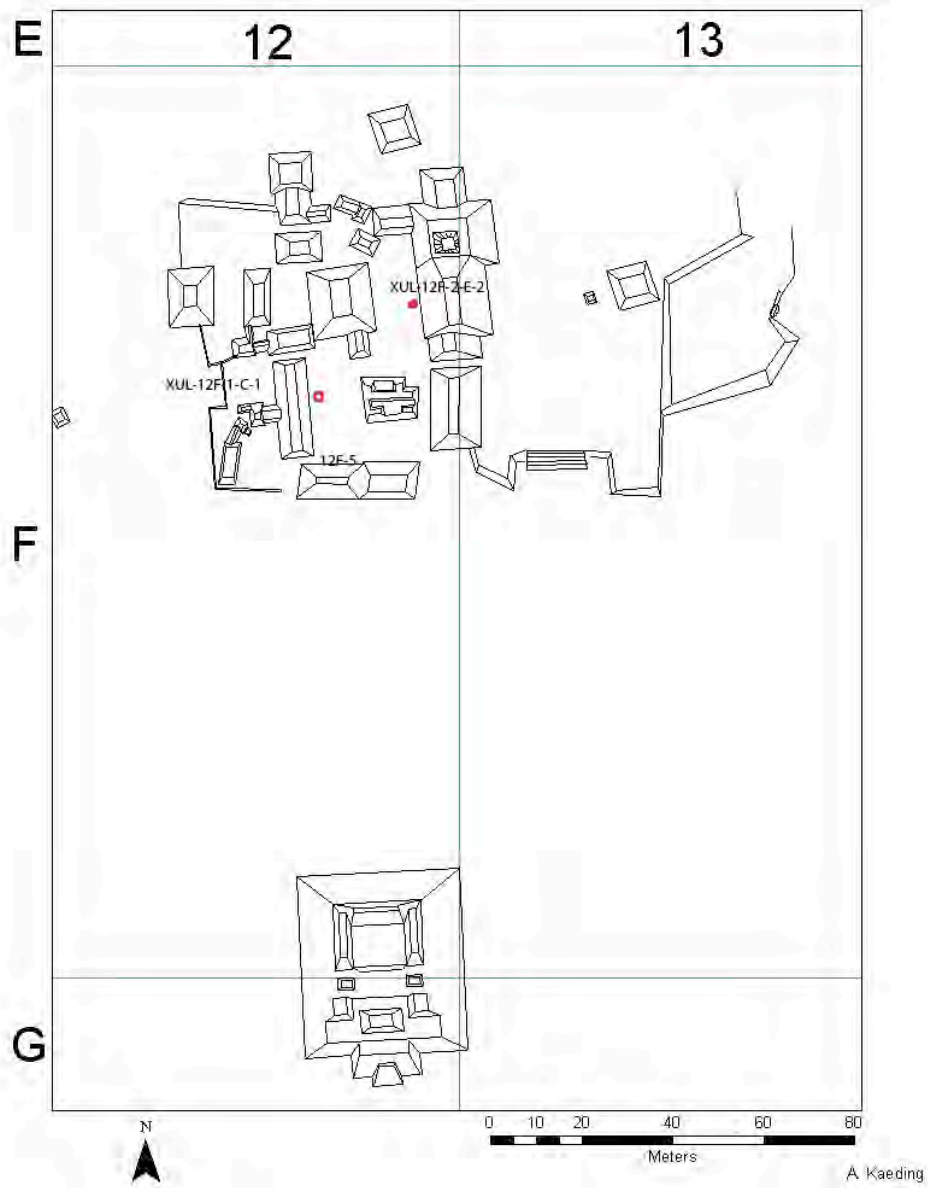 E
12
13
XUL-12F-2-E-2
XUL-12F-1-C-1
12F-5
F
G
N
0 10 20 40 60 80
Meters
A. Kaeding